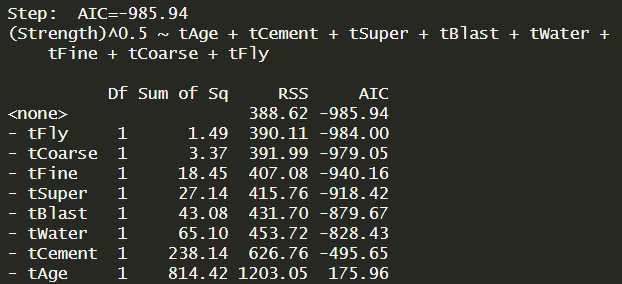 Step:  AIC=-985.94
(Strength)^0.5 ~ tAge + tCement + tSuper + tBlast + tWater +
    tFine + tCoarse + tFly

          Df Sum of Sq     RSS     AIC
<none>                  388.62 -985.94
- tFly     1      1.49  390.11 -984.00
- tCoarse  1      3.37  391.99 -979.05
- tFine    1     18.45  407.08 -940.16
- tSuper   1     27.14  415.76 -918.42
- tBlast   1     43.08  431.70 -879.67
- tWater   1     65.10  453.72 -828.43
- tCement  1    238.14  626.76 -495.65
- tAge     1    814.42 1203.05  175.96